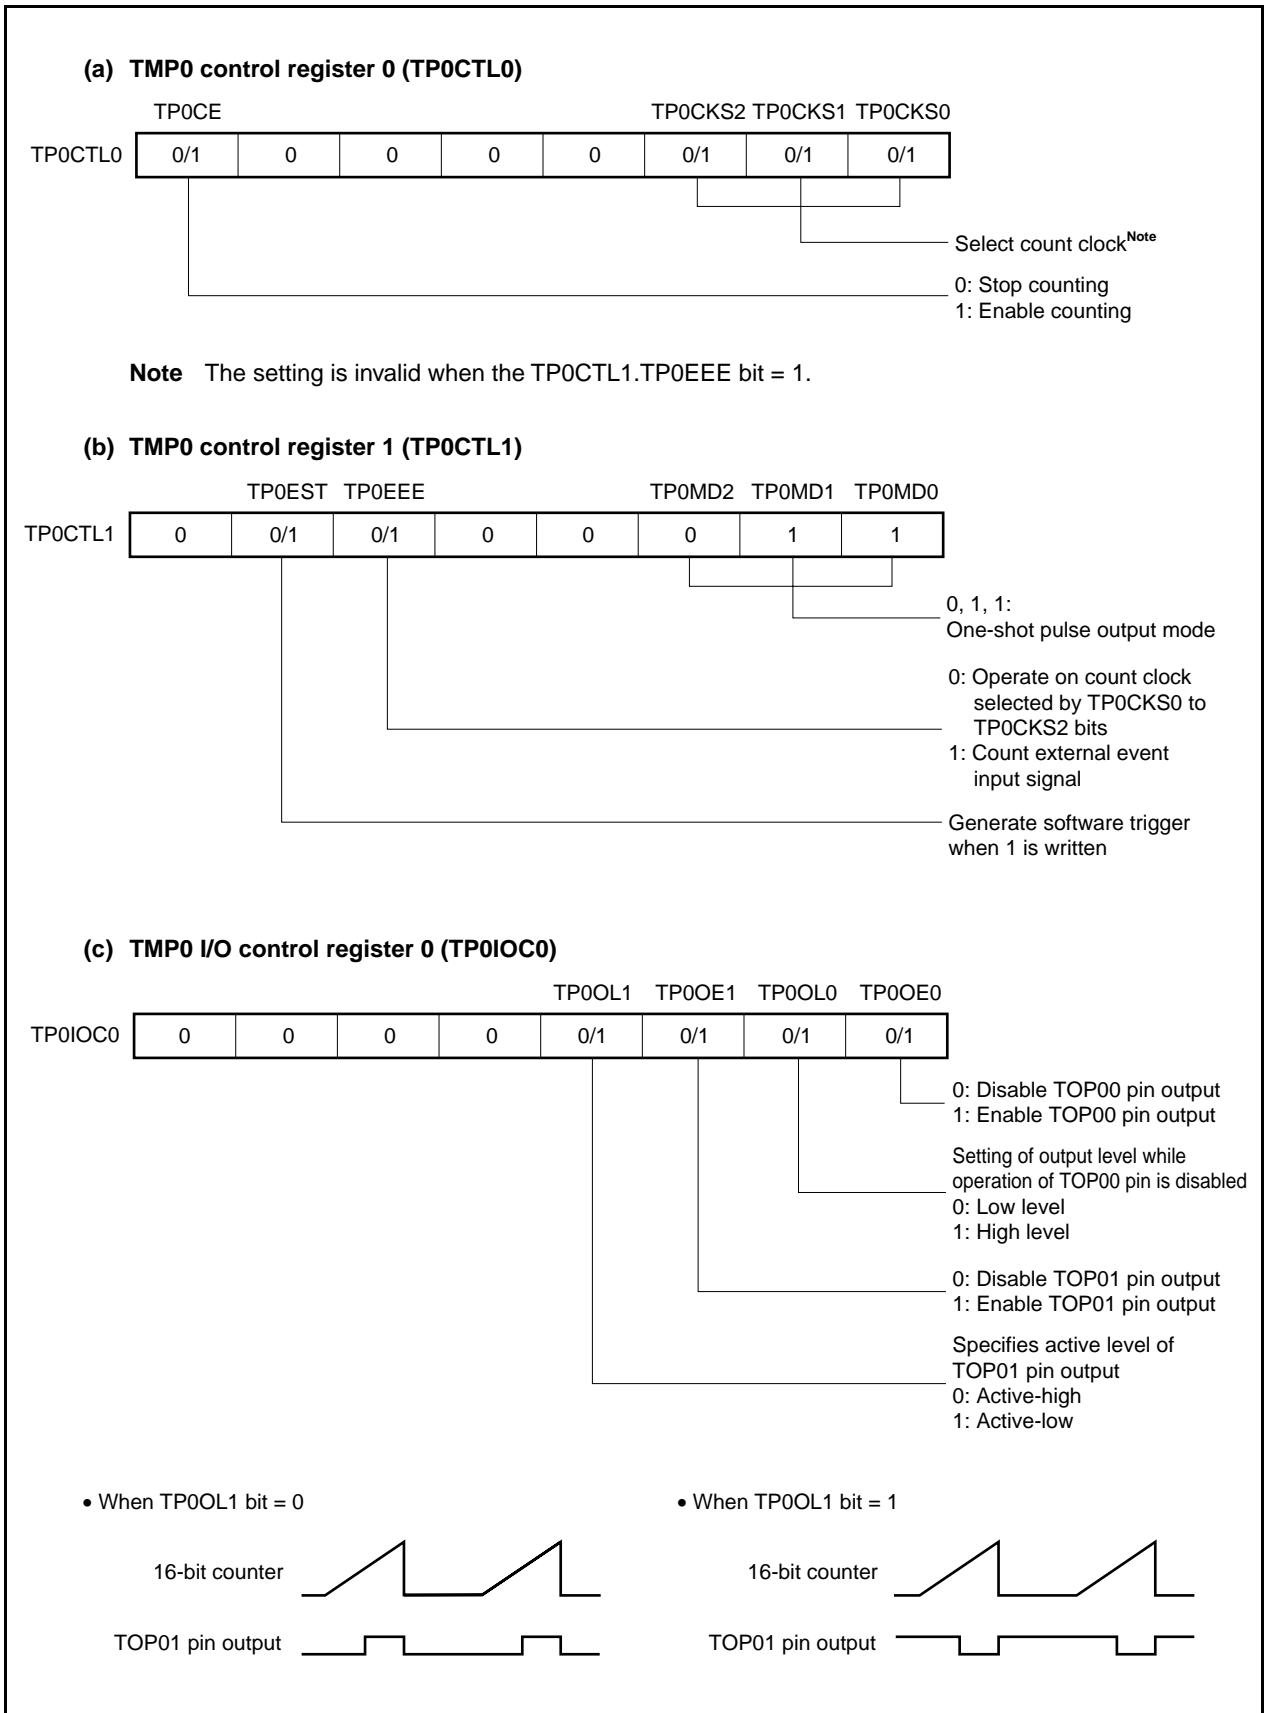 (a) TMP0 control register 0 (TP0CTL0)
TP0CE TP0CKS2 TP0CKS1 TP0CKS0
TP0CTL0 0/1 0 0 0 0 0/1 0/1 0/1
Select count clockNote
0: Stop counting
1: Enable counting
Note The setting is invalid when the TP0CTL1.TP0EEE bit = 1.
(b) TMP0 control register 1 (TP0CTL1)
TP0EST TP0EEE TP0MD2 TP0MD1 TP0MD0
TP0CTL1 0 0/1 0/1 0 0 0 1 1
0, 1, 1:
One-shot pulse output mode
0: Operate on count clock
selected by TP0CKS0 to
TP0CKS2 bits
1: Count external event
input signal
Generate software trigger
when 1 is written
(c) TMP0 I/O control register 0 (TP0IOC0)
TP0OL1 TP0OE1 TP0OL0 TP0OE0
TP0IOC0 0 0 0 0 0/1 0/1 0/1 0/1
0: Disable TOP00 pin output
1: Enable TOP00 pin output
Setting of output level while
operation of TOP00 pin is disabled
0: Low level
1: High level
0: Disable TOP01 pin output
1: Enable TOP01 pin output
Specifies active level of
TOP01 pin output
0: Active-high
1: Active-low
• When TP0OL1 bit = 0
16-bit counter
TOP01 pin output
• When TP0OL1 bit = 1
16-bit counter
TOP01 pin output